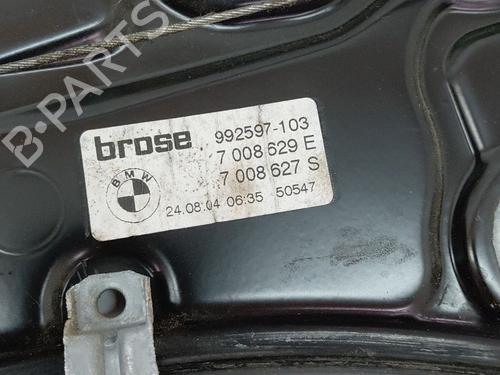 brose 992597-103
7 008 629 E
BMW 7 008 627 S
24.08.04 06:35 50547
B-PARTS